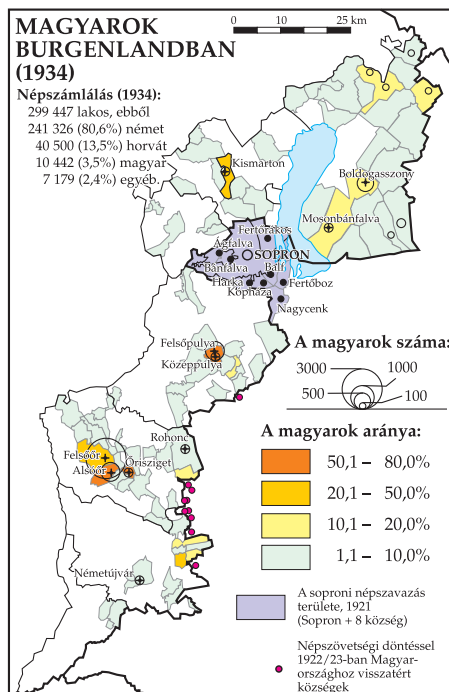 MAGYAROK
BURGENLANDBAN
(1934)
Népszámlálás (1934):
299 447 lakos, ebből
241 326 (80,6%) német
40 500 (13,5%) horvát
10 442 (3,5%) magyar
7 179 (2,4%) egyéb.
0 25 km
Kismarton
Boldogasszony
Mosonbánfalva
Fertőrákos
Ágfalva
SOPRON
Bánfalva
Balf
Harka
Fertőboz
Kópháza
Nagycenk
Felsőpulya
Középpulya
Rohonc
Felsőőr
Alsóőr
Őrisziget
Németújvár
A magyarok száma:
3000
1000
500
100
A magyarok aránya:
50,1 – 80,0%
20,1 – 50,0%
10,1 – 20,0%
1,1 – 10,0%
A soproni népszavazás
területe, 1921
(Sopron + 8 község)
Népszövetségi döntéssel
1922/23-ban Magyar-
országhoz visszatért
községek